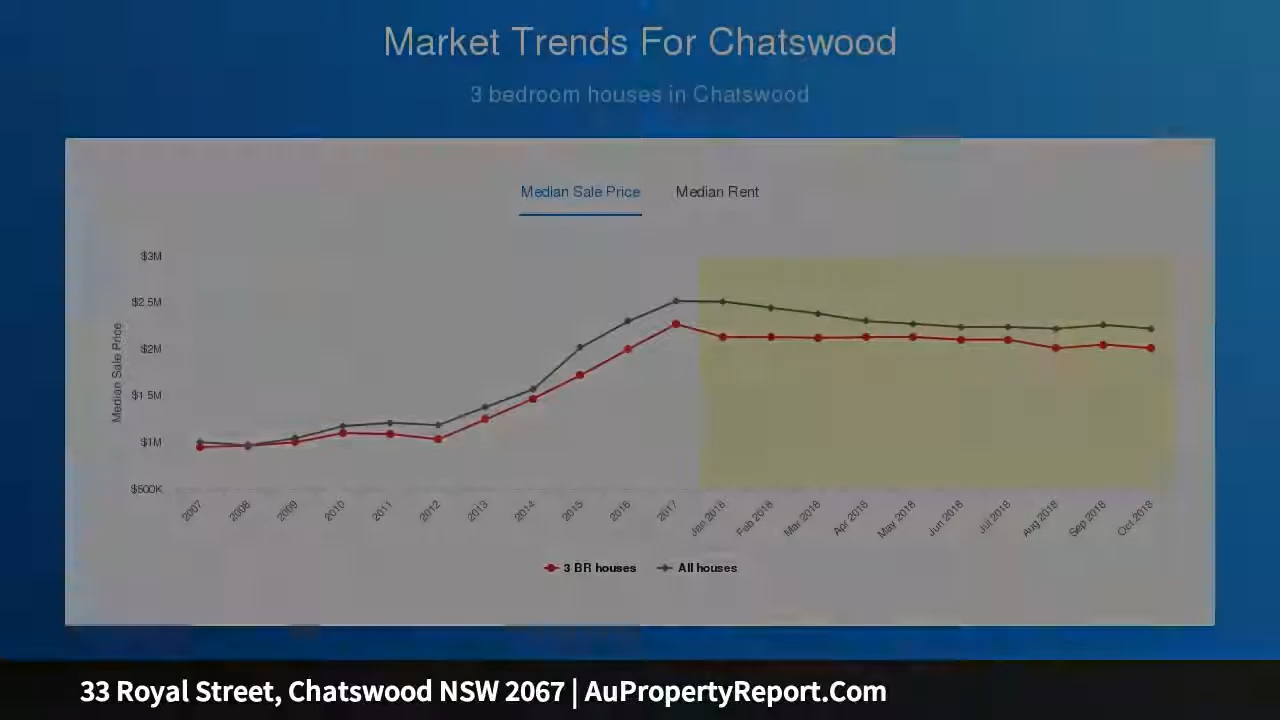 Market Trends For Chatswood
3 bedroom houses in Chatswood
Median Sale Price Median Rent
$3M
$2.5M
$2M
$1.5M
$1M
$500K
Median Sale Price
2007 2008 2009 2010 2011 2012 2013 2014 2015 2016 2017 Jan 2018 Feb 2018 Mar 2018 Apr 2018 May 2018 Jun 2018 Jul 2018 Aug 2018 Sep 2018 Oct 2018
3 BR houses All houses
33 Royal Street, Chatswood NSW 2067 | AuPropertyReport.Com